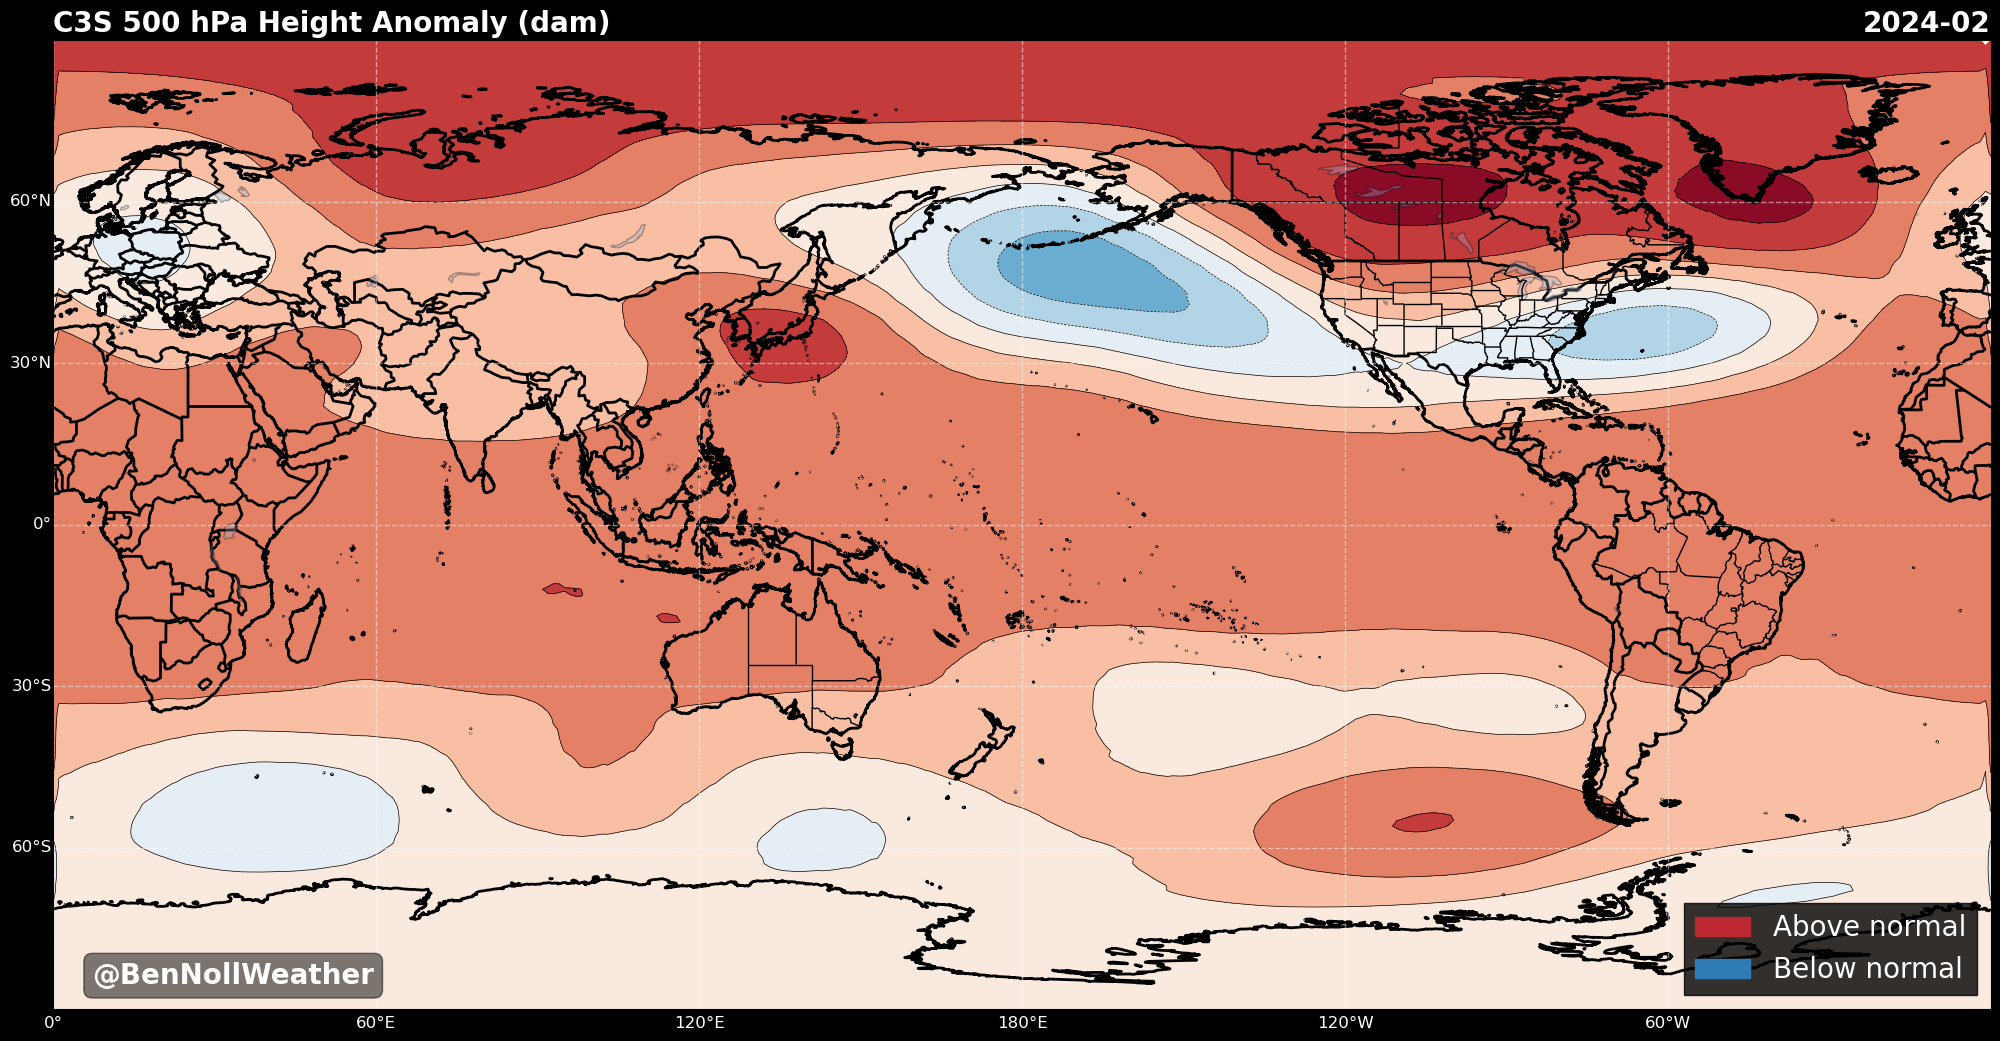 C3S 500 hPa Height Anomaly (dam)
2024-02
60°N
30°N
0°
30°S
60°S
0°
60°E
120°E
180°E
120°W
60°W
Above normal
Below normal
@BenNollWeather